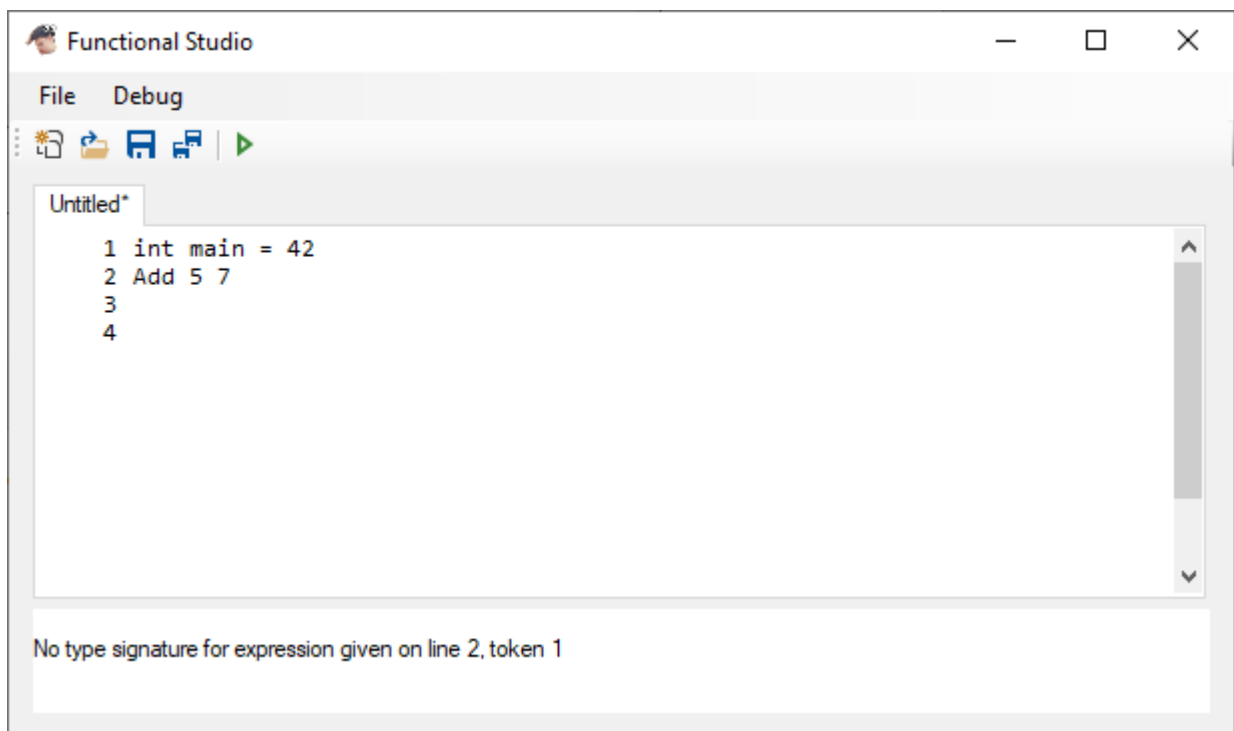 Functional Studio
File Debug
Untitled*
1 int main = 42
2 Add 5 7
3
4
No type signature for expression given on line 2, token 1